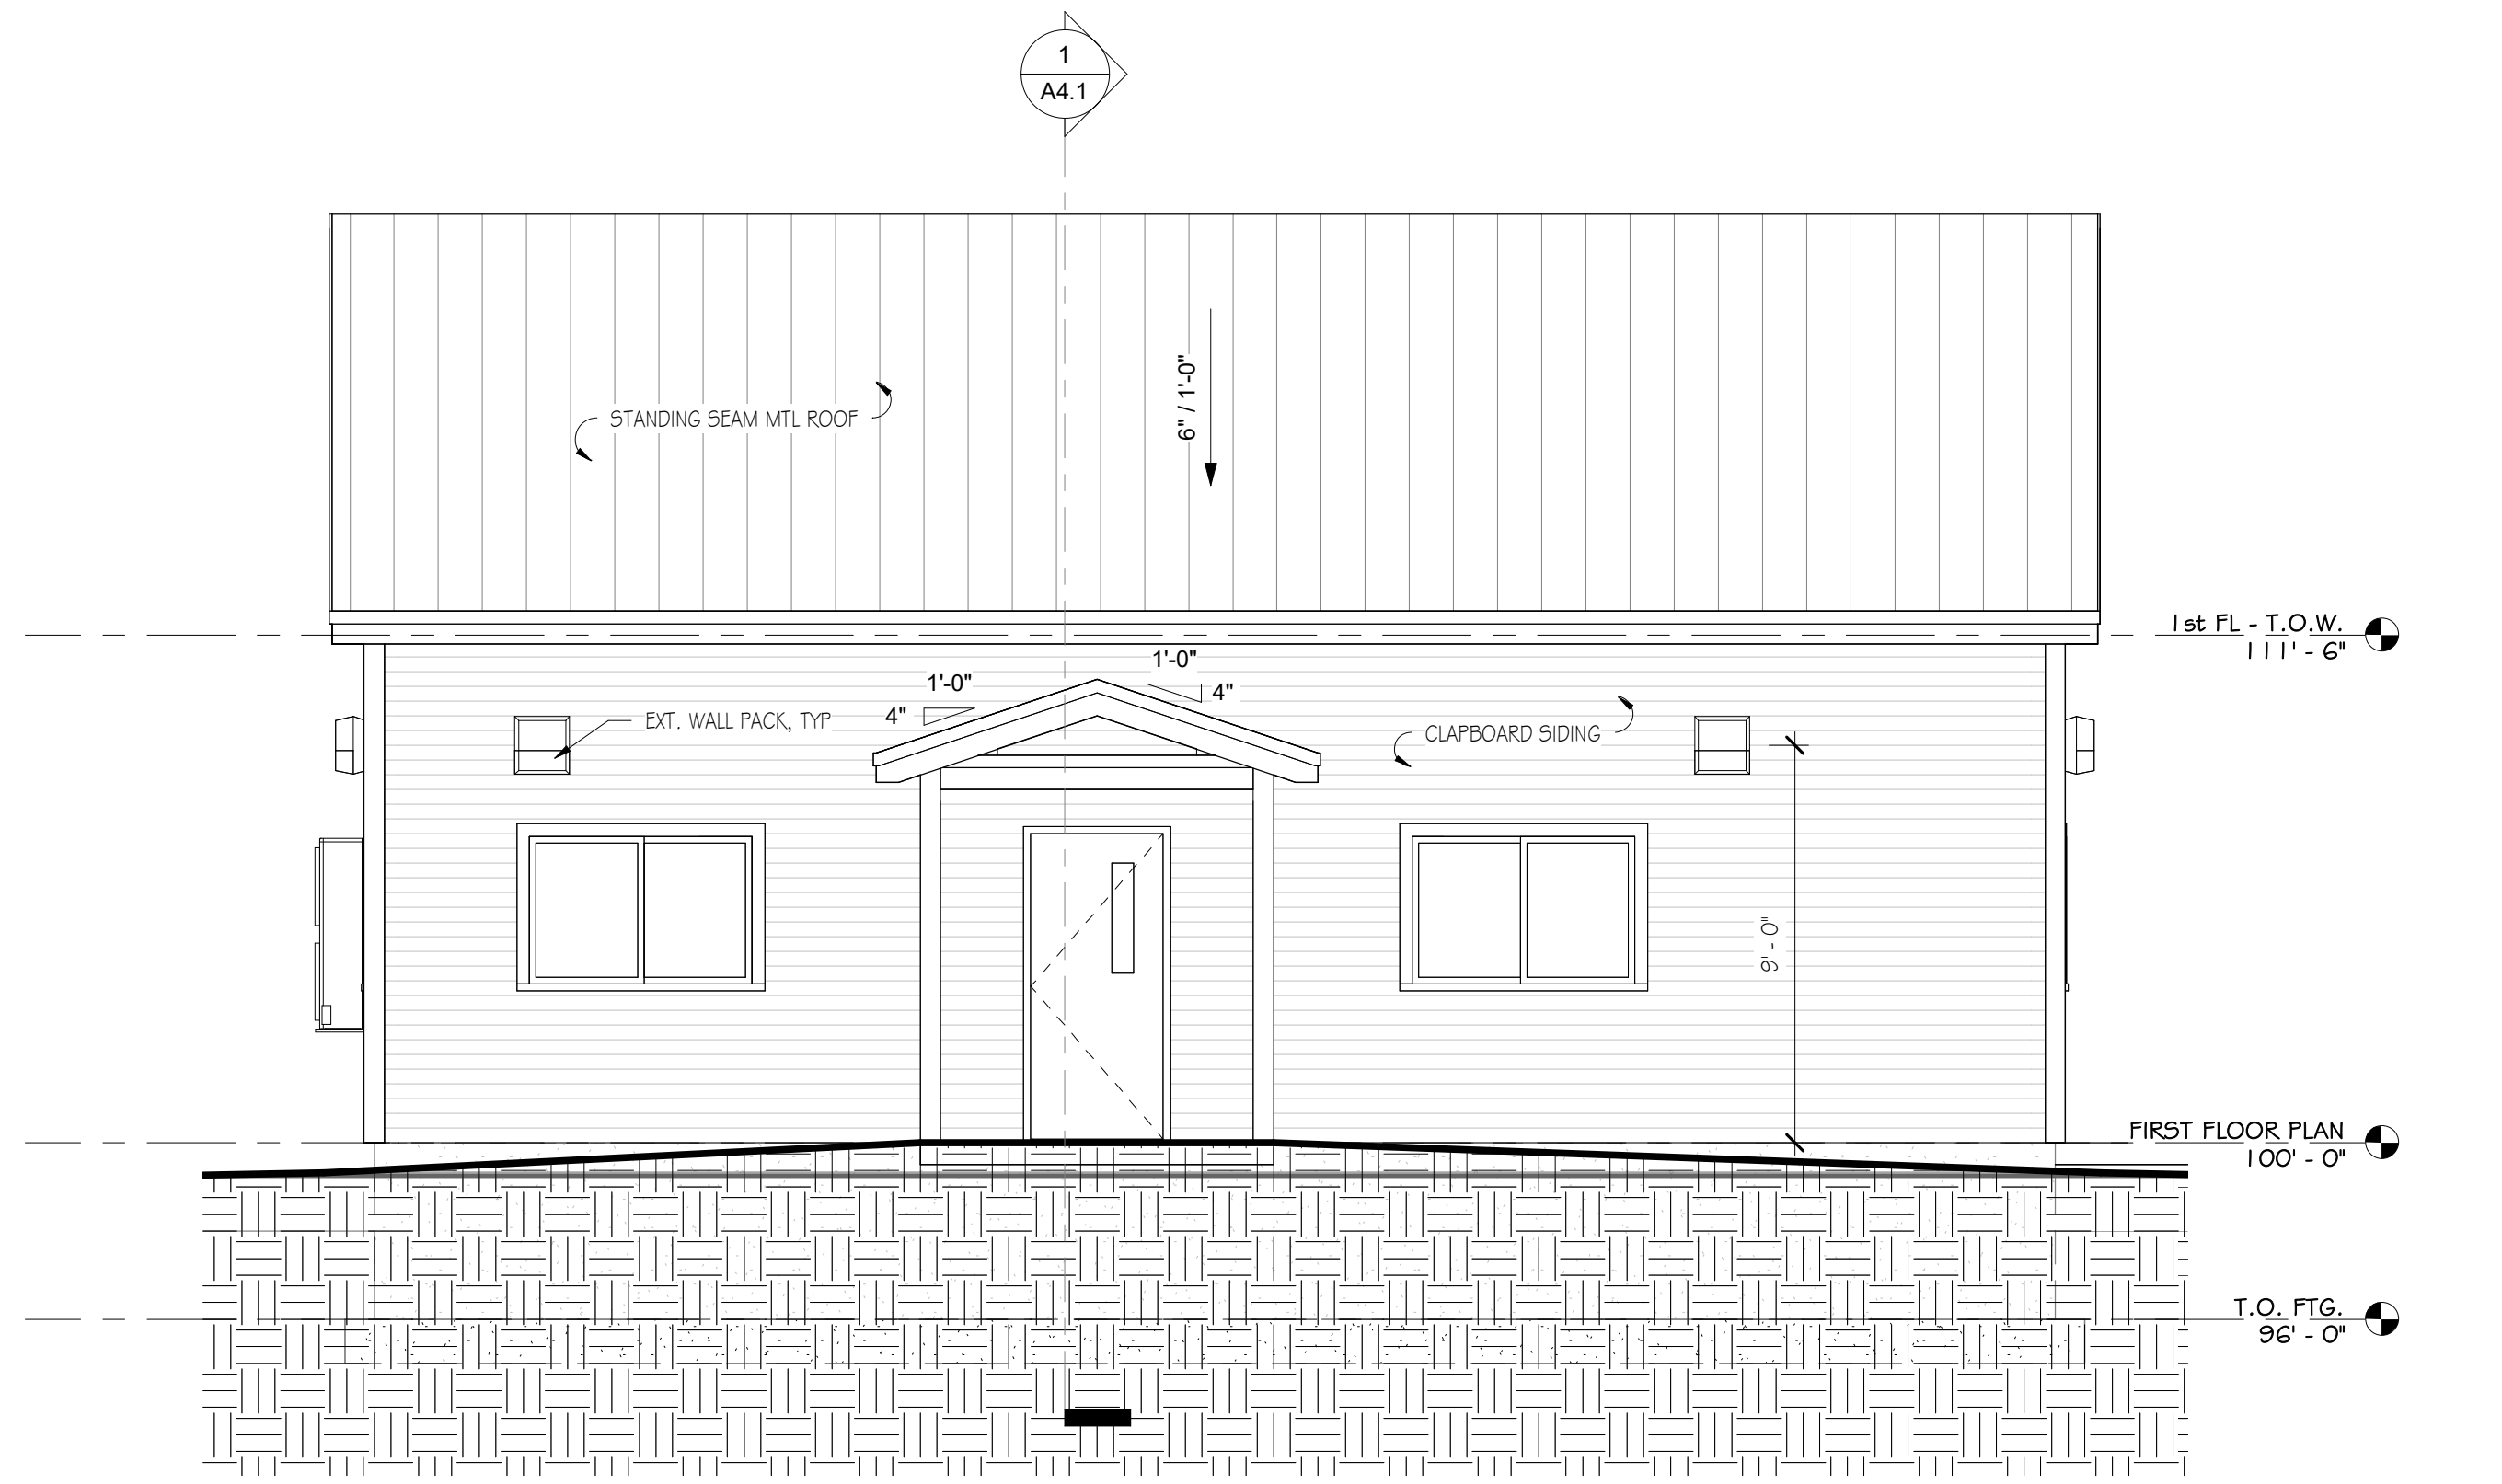 1
A4.1
6" / 1'-0"
STANDING SEAM MTL ROOF
1st FL - T.O.W.
111' - 6"
1'-0"
1'-0"
4"
4"
EXT. WALL PACK, TYP
CLAPBOARD SIDING
9' - 0"
FIRST FLOOR PLAN
100' - 0"
T.O. FTG.
96' - 0"